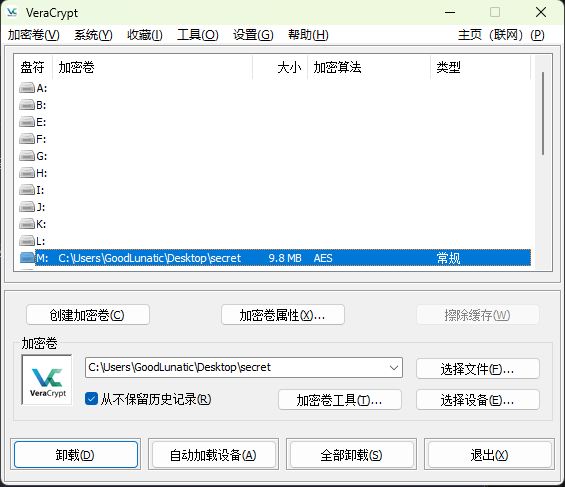 VeraCrypt
加密卷(V) 系统(Y) 收藏(I) 工具(O) 设置(G) 帮助(H) 主页（联网）(P)
盘符 加密卷 大小 加密算法 类型
A:
B:
E:
F:
G:
H:
I:
J:
K:
L:
M: C:\Users\GoodLunatic\Desktop\secret 9.8 MB AES 常规
创建加密卷(C) 加密卷属性(X)... 擦除缓存(W)
加密卷
VeraCrypt
C:\Users\GoodLunatic\Desktop\secret 选择文件(F)...
从不保留历史记录(R) 加密卷工具(T)... 选择设备(E)...
卸载(D) 自动加载设备(A) 全部卸载(S) 退出(X)